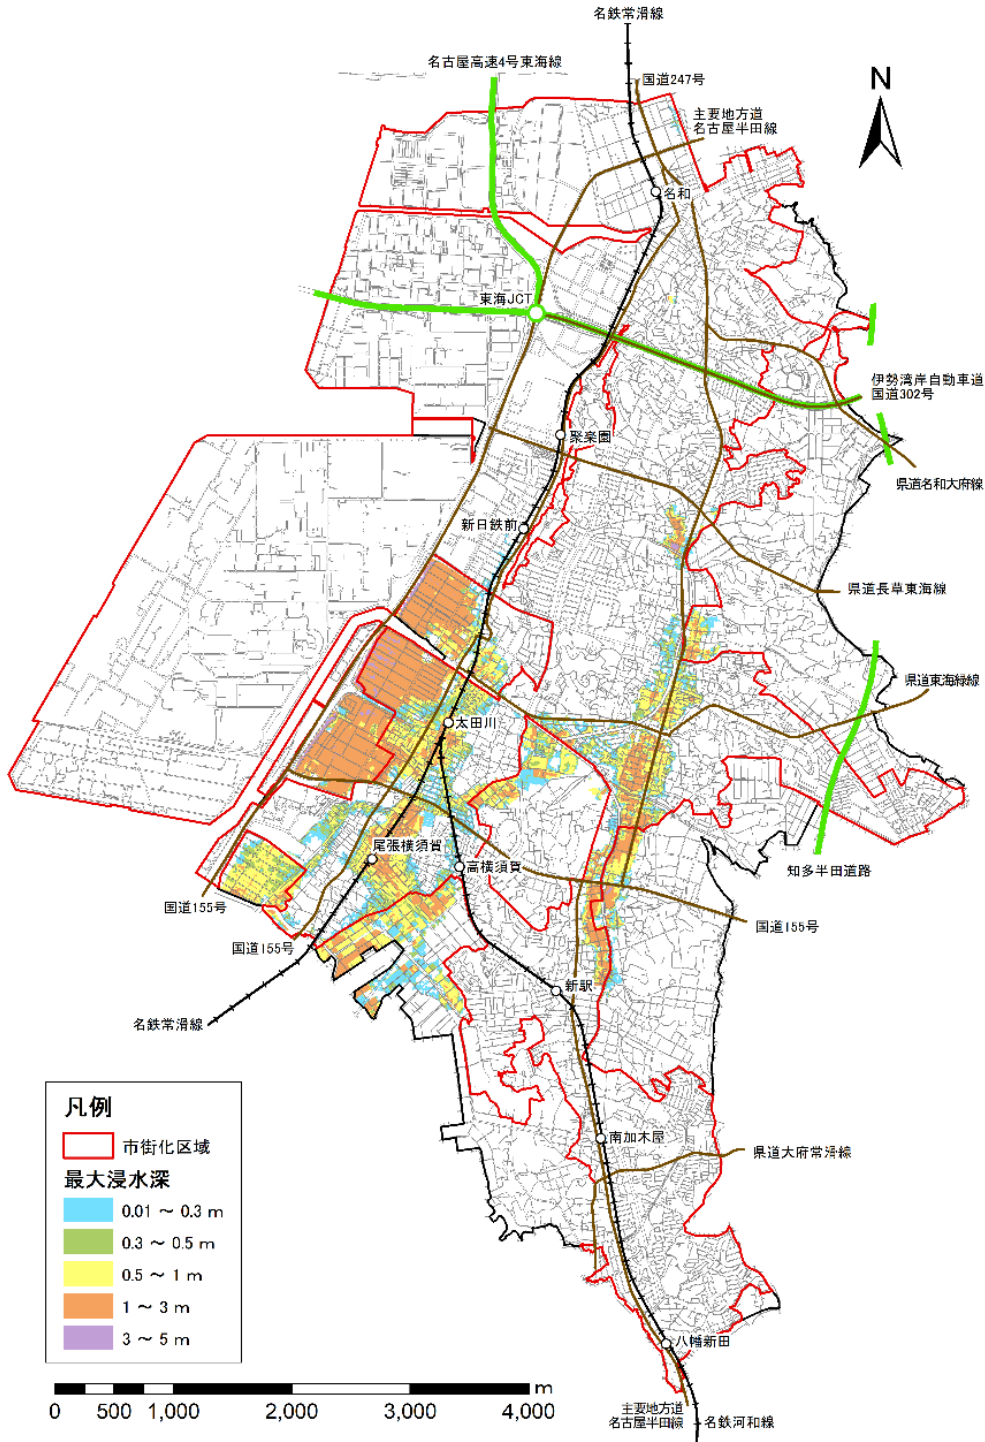 名鉄常滑線
名古屋高速4号東海線
国道247号
主要地方道
名古屋半田線
N
名和
東海JCT
伊勢湾岸自動車道
国道302号
聚楽園
県道名和大府線
新日鉄前
県道長草東海線
県道東海緑線
太田川
尾張横須賀
高横須賀
知多半田道路
国道155号
国道155号
国道155号
新駅
名鉄常滑線
凡例
市街化区域
最大浸水深
0.01 ～ 0.3 m
0.3 ～ 0.5 m
0.5 ～ 1 m
1 ～ 3 m
3 ～ 5 m
南加木屋
県道大府常滑線
八幡新田
m
0 500 1,000 2,000 3,000 4,000
主要地方道
名古屋半田線
名鉄河和線